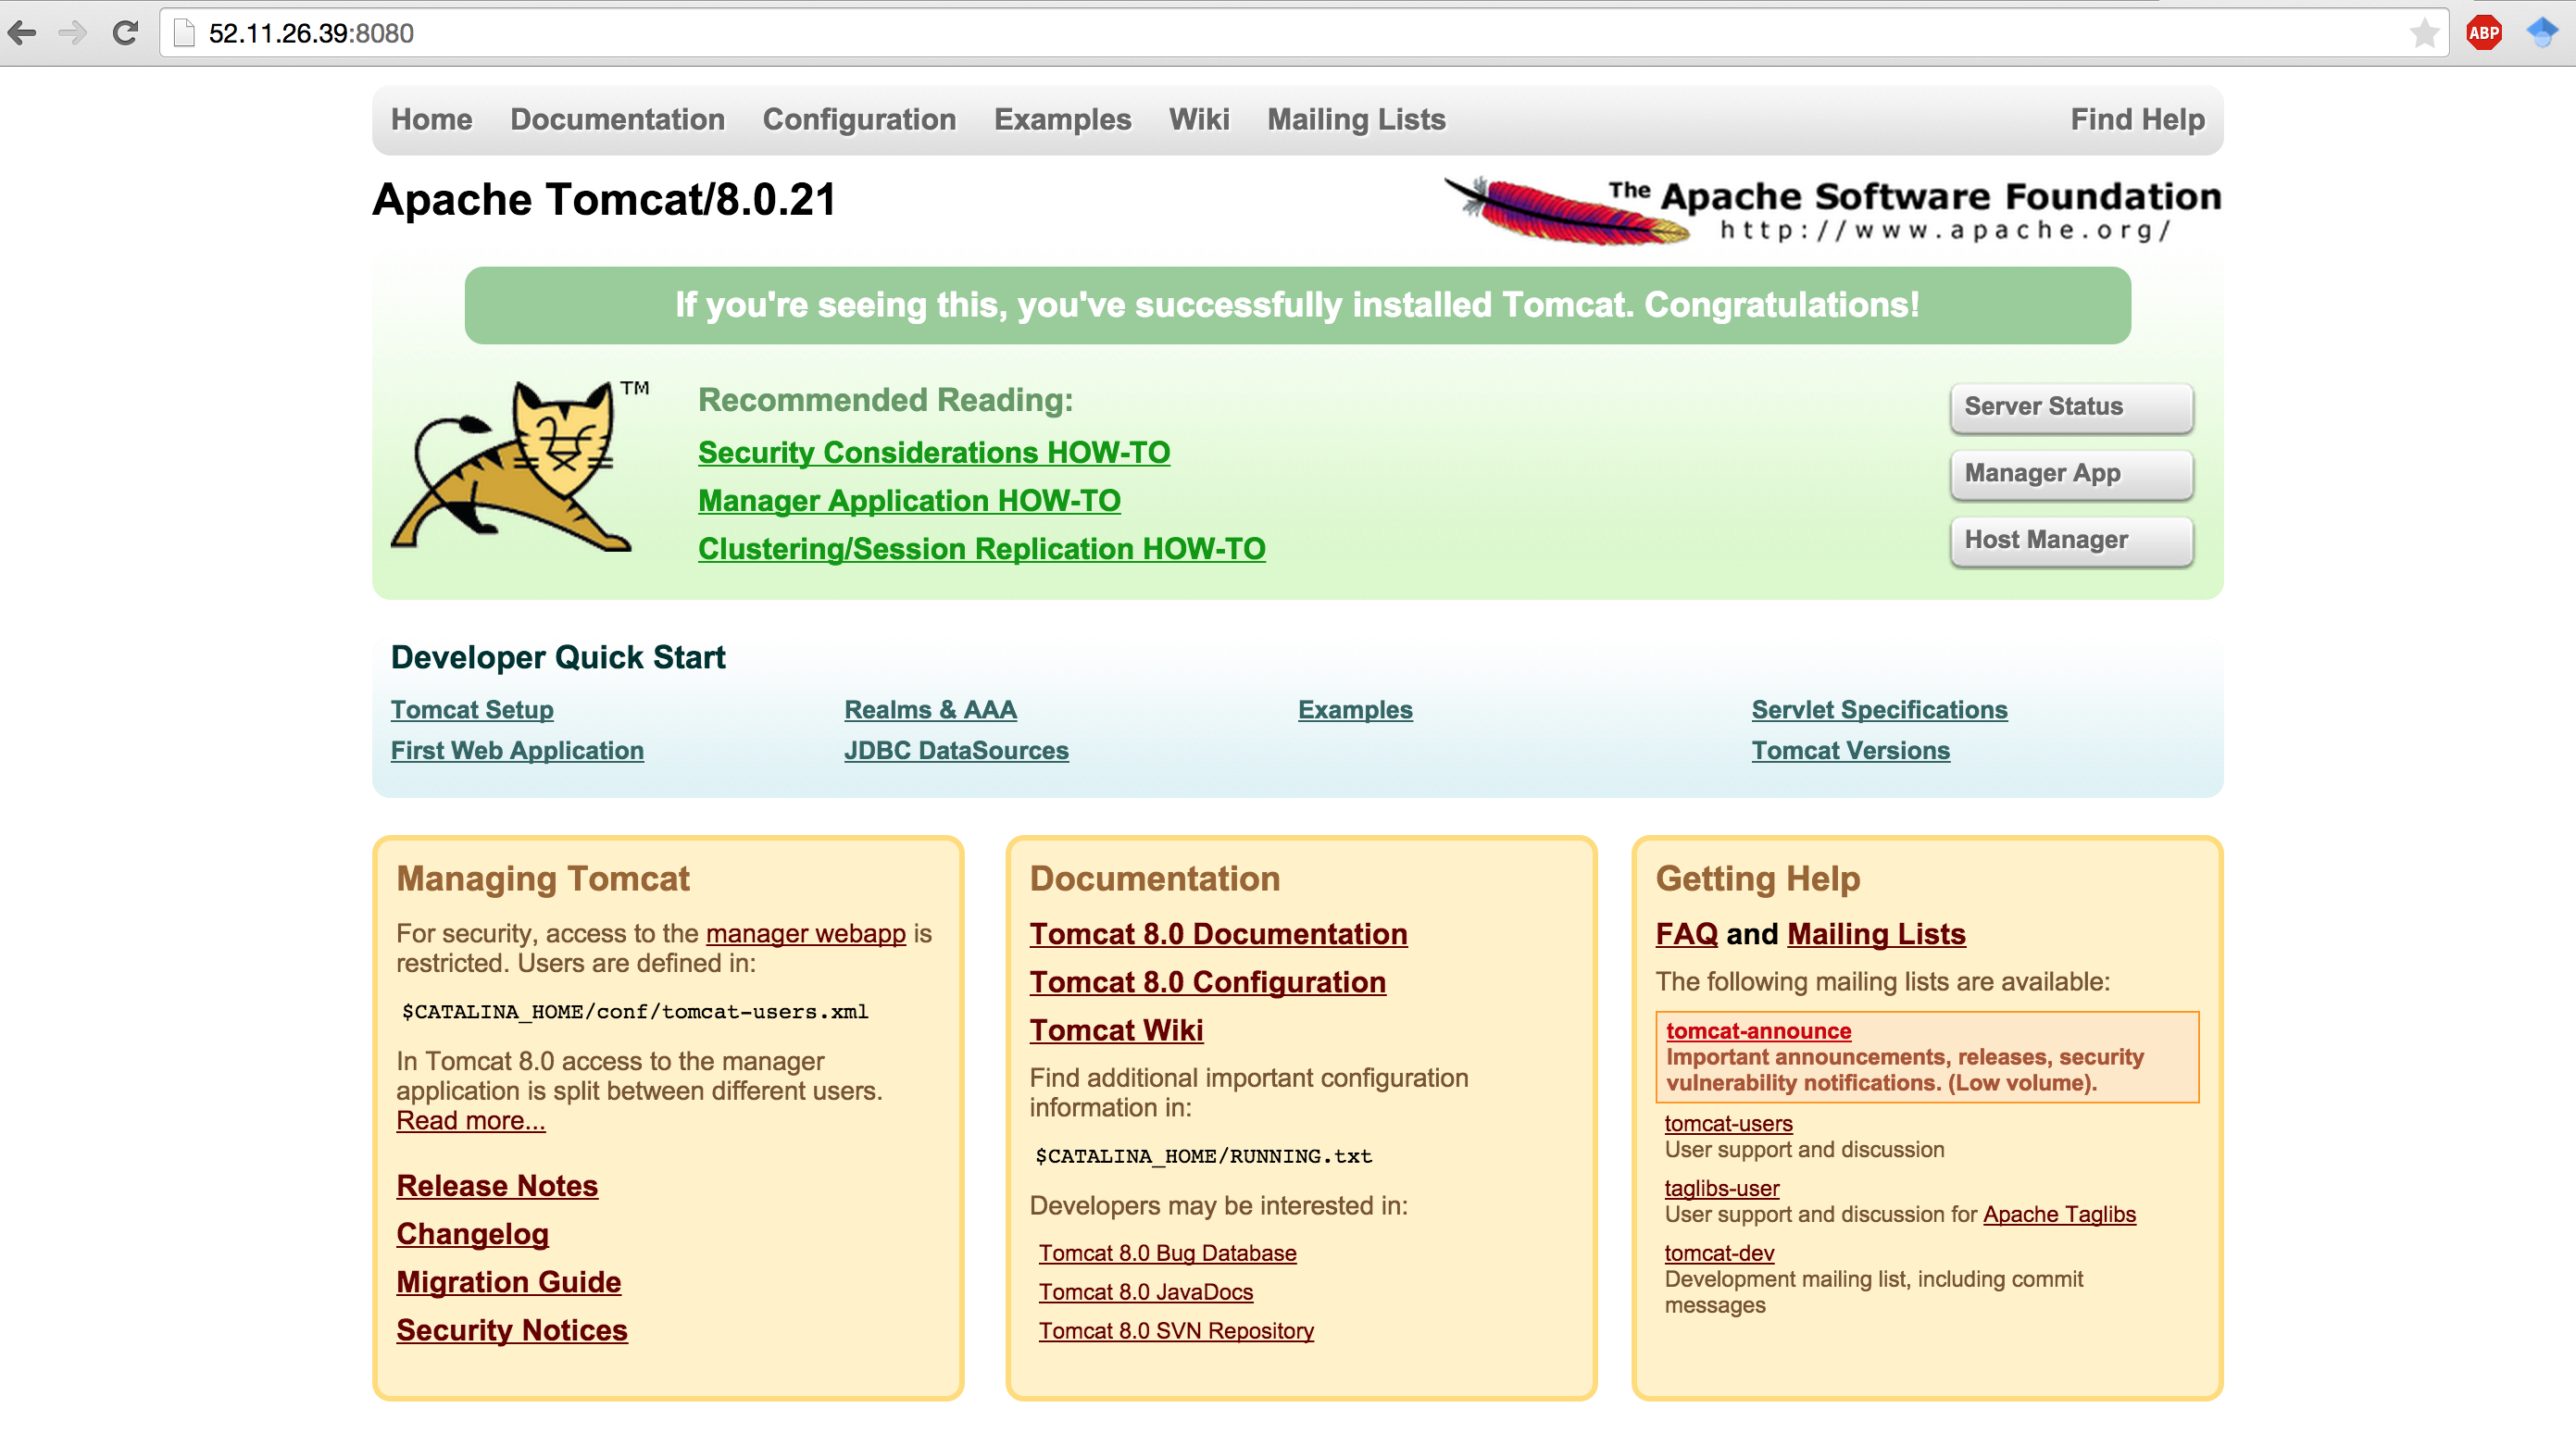 52.11.26.39:8080
ABP
Home Documentation Configuration Examples Wiki Mailing Lists Find Help
Apache Tomcat/8.0.21
The Apache Software Foundation
http://www.apache.org/
If you're seeing this, you've successfully installed Tomcat. Congratulations!
TM
Recommended Reading:
Security Considerations HOW-TO
Manager Application HOW-TO
Clustering/Session Replication HOW-TO
Server Status
Manager App
Host Manager
Developer Quick Start
Tomcat Setup
First Web Application
Realms & AAA
JDBC DataSources
Examples
Servlet Specifications
Tomcat Versions
Managing Tomcat
For security, access to the manager webapp is
restricted. Users are defined in:
$CATALINA_HOME/conf/tomcat-users.xml
In Tomcat 8.0 access to the manager
application is split between different users.
Read more...
Release Notes
Changelog
Migration Guide
Security Notices
Documentation
Tomcat 8.0 Documentation
Tomcat 8.0 Configuration
Tomcat Wiki
Find additional important configuration
information in:
$CATALINA_HOME/RUNNING.txt
Developers may be interested in:
Tomcat 8.0 Bug Database
Tomcat 8.0 JavaDocs
Tomcat 8.0 SVN Repository
Getting Help
FAQ and Mailing Lists
The following mailing lists are available:
tomcat-announce
Important announcements, releases, security
vulnerability notifications. (Low volume).
tomcat-users
User support and discussion
taglibs-user
User support and discussion for Apache Taglibs
tomcat-dev
Development mailing list, including commit
messages